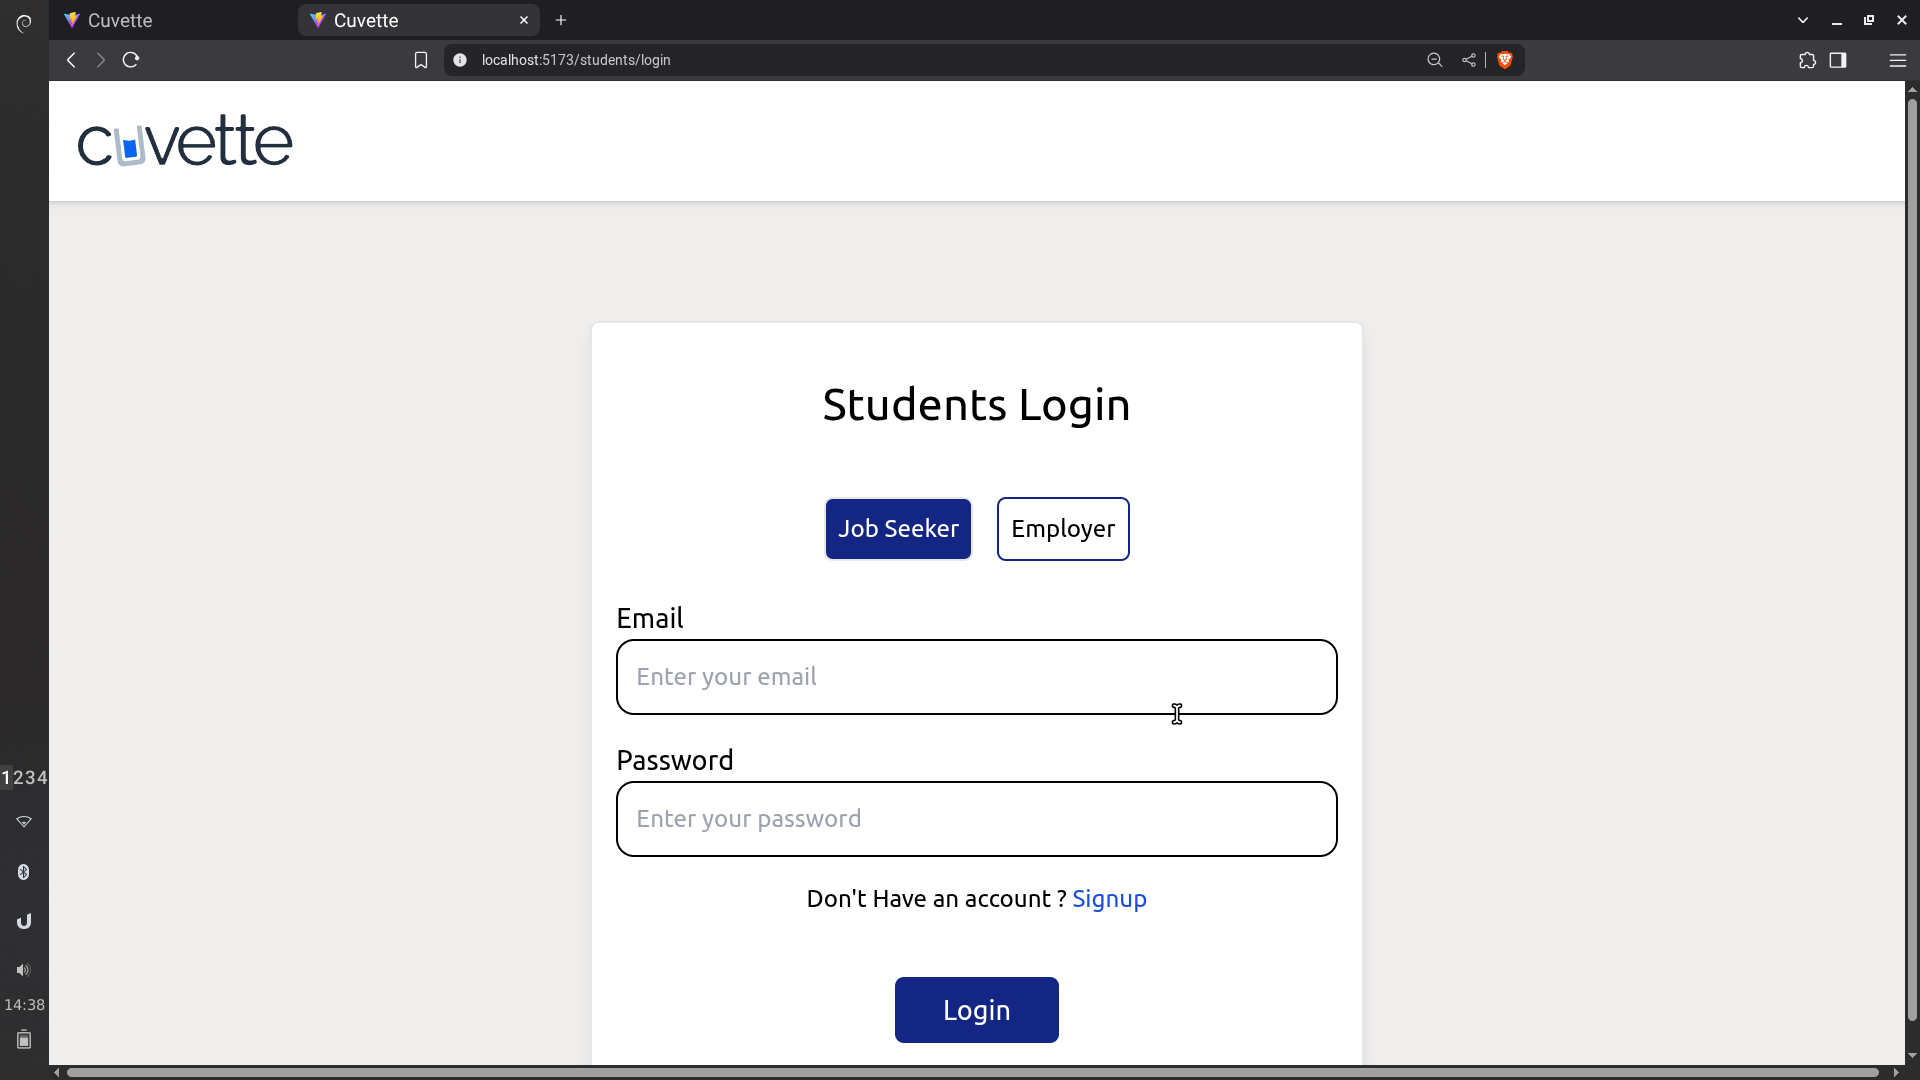 Cuvette
Cuvette
localhost:5173/students/login
cuvette
Students Login
Job Seeker
Employer
Email
Enter your email
Password
Enter your password
Don't Have an account ? Signup
Login
1234
14:38